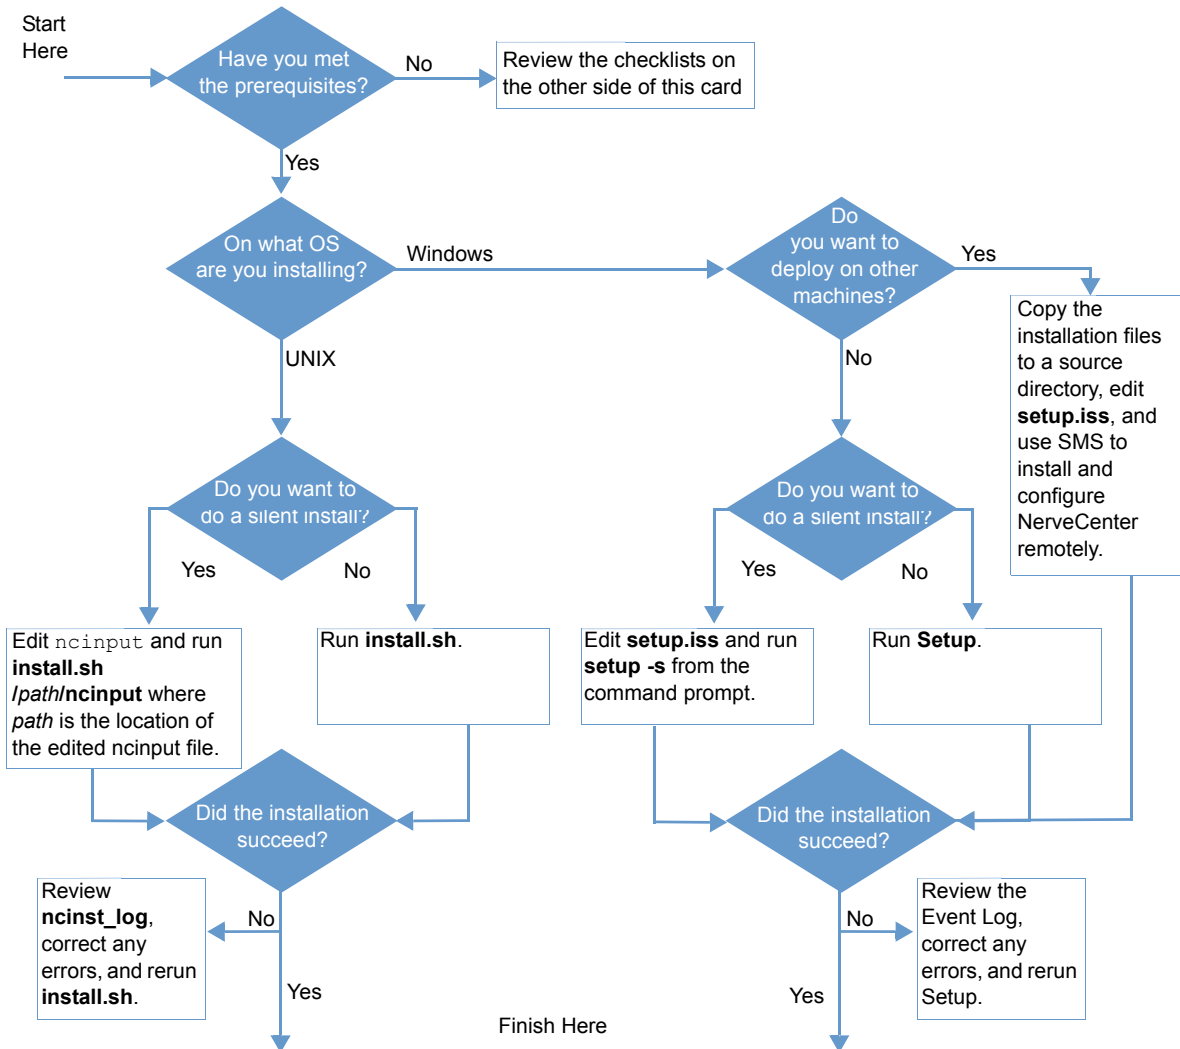 Start
Here
Have you met
the prerequisites?
No
Review the checklists on
the other side of this card
Yes
On what OS
are you installing?
Windows
Do
you want to
deploy on other
machines?
Yes
Copy the
installation files
to a source
directory, edit
setup.iss, and
use SMS to
install and
configure
NerveCenter
remotely.
UNIX
No
Do you want to
do a silent install?
Yes
No
Do you want to
do a silent install?
Yes
No
Edit ncinput and run
install.sh
/path/ncinput where
path is the location of
the edited ncinput file.
Run install.sh.
Edit setup.iss and run
setup -s from the
command prompt.
Run Setup.
Did the installation
succeed?
Did the installation
succeed?
Review
ncinst_log,
correct any
errors, and rerun
install.sh.
No
Yes
No
Review the
Event Log,
correct any
errors, and rerun
Setup.
Yes
Finish Here